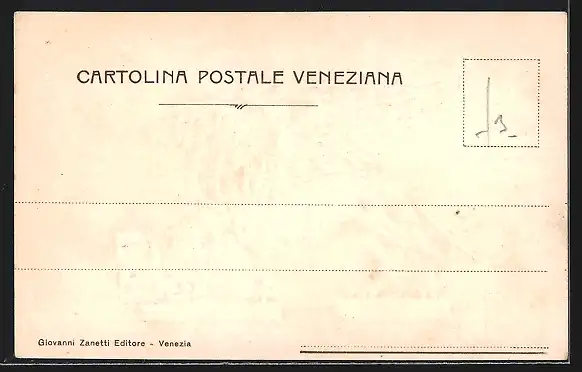 CARTOLINA POSTALE VENEZIANA
Giovanni Zanetti Editore - Venezia